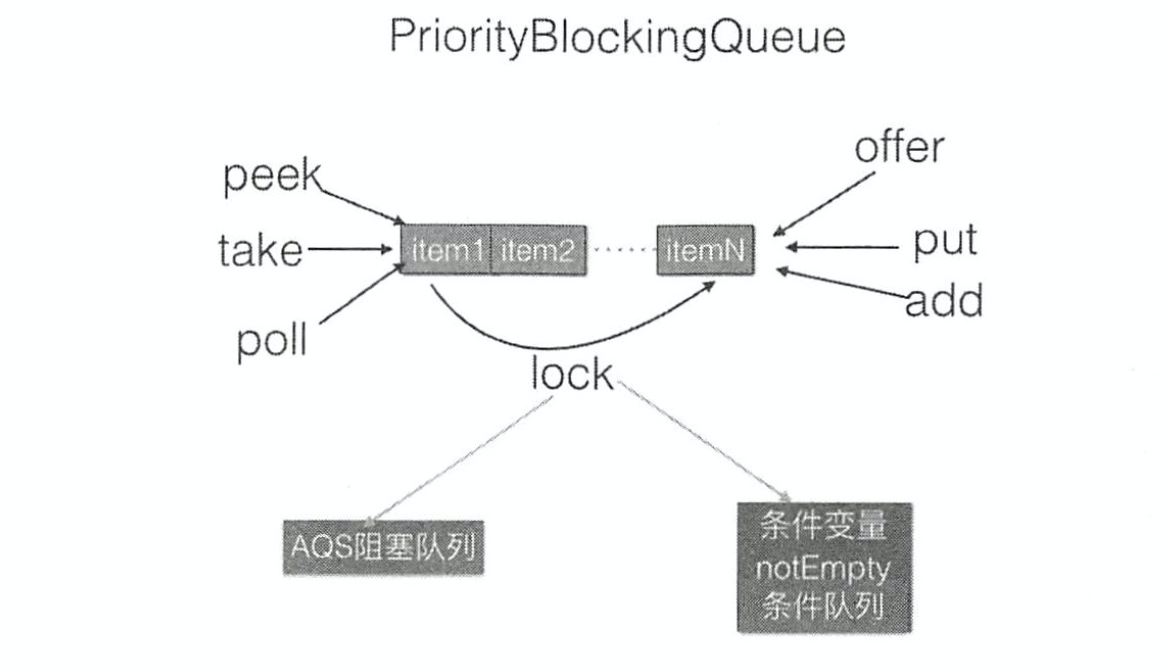 PriorityBlockingQueue
offer
peek
take
item1
item2
itemN
put
add
poll
lock
AQS阻塞队列
条件变量
notEmpty
条件队列